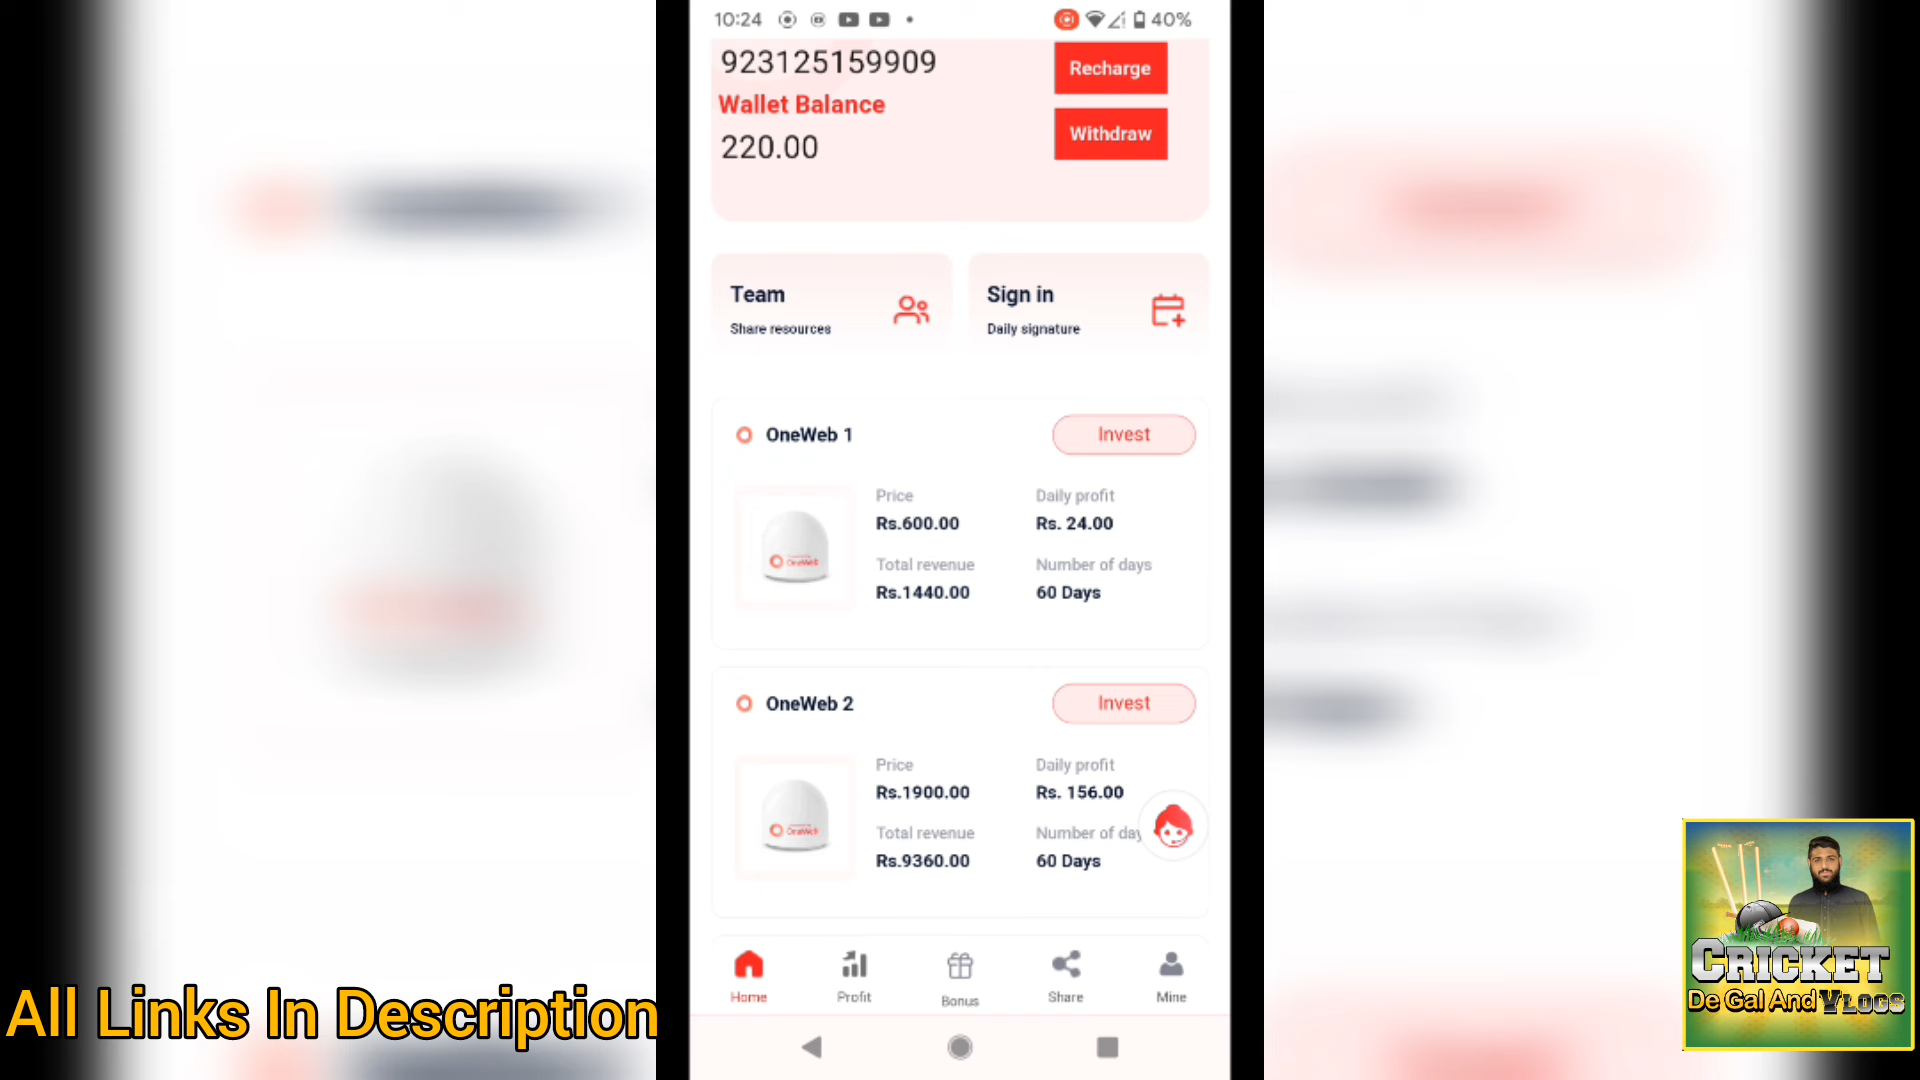 10:24
40%
923125159909
Recharge
Wallet Balance
Withdraw
220.00
Team
Share resources
Sign in
Daily signature
OneWeb 1
Invest
Price
Daily profit
Rs.600.00
Rs. 24.00
OneWeb
Total revenue
Number of days
Rs.1440.00
60 Days
OneWeb 2
Invest
Price
Daily profit
Rs.1900.00
Rs. 156.00
OneWeb
Total revenue
Number of day
Rs.9360.00
60 Days
Home
Profit
Bonus
Share
Mine
All Links In Description
CRICKET
De Gal And VLOGS